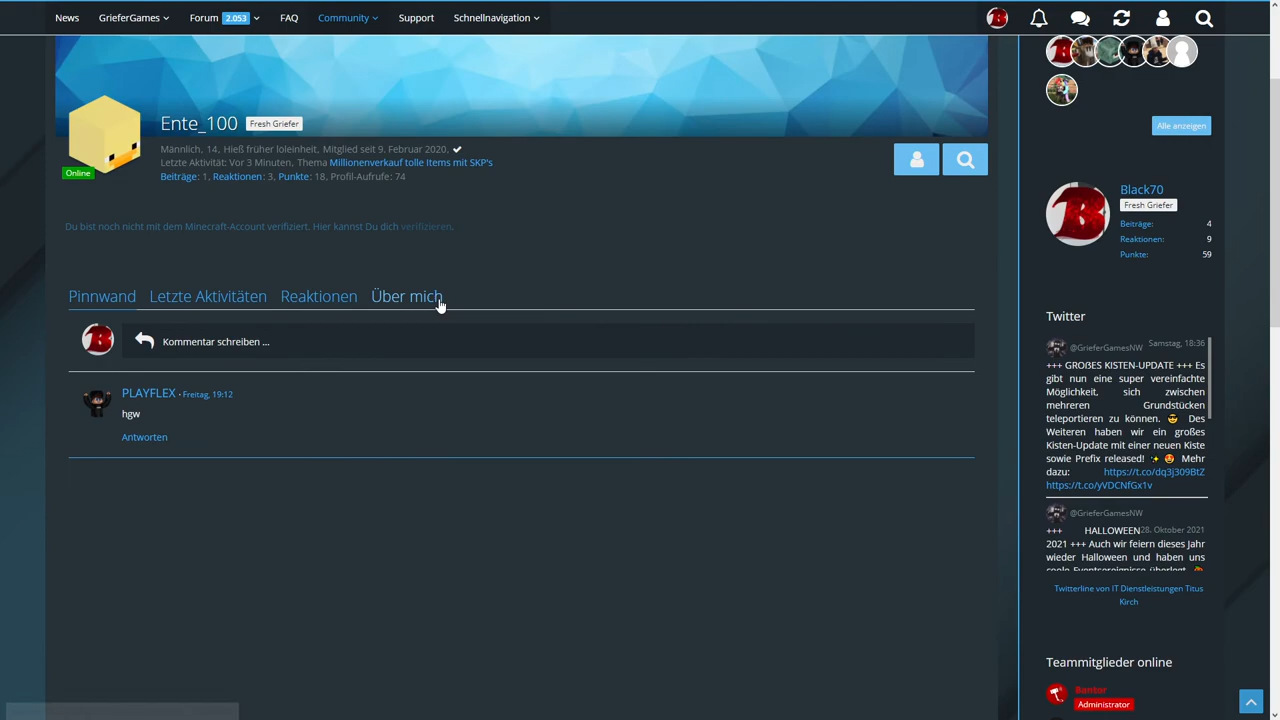 News GrieferGames Forum 2.053 FAQ Community Support Schnellnavigation
Ente_100 Fresh Griefer
Männlich, 14, Hieß früher loleinheit, Mitglied seit 9. Februar 2020,
Letzte Aktivität: Vor 3 Minuten, Thema Millionenverkauf tolle Items mit SKP's
Beiträge: 1, Reaktionen: 3, Punkte: 18, Profil-Aufrufe: 74
Online
Du bist noch nicht mit dem Minecraft-Account verifiziert. Hier kannst Du dich verifizieren.
Pinnwand Letzte Aktivitäten Reaktionen Über mich
Kommentar schreiben ...
PLAYFLEX • Freitag, 19:12
hgw
Antworten
Alle anzeigen
Black70
Fresh Griefer
Beiträge: 4
Reaktionen: 9
Punkte: 59
Twitter
@GrieferGamesNW Samstag, 18:36
+++ GROẞES KISTEN-UPDATE +++ Es
gibt nun eine super vereinfachte
Möglichkeit, sich zwischen
mehreren Grundstücken
teleportieren zu können. 😎 Des
Weiteren haben wir ein großes
Kisten-Update mit einer neuen Kiste
sowie Prefix released! ✨ 😍 Mehr
dazu: https://t.co/dq3j309BtZ
https://t.co/yVDCNfGx1v
@GrieferGamesNW
+++ HALLOWEEN 28. Oktober 2021
2021 +++ Auch wir feiern dieses Jahr
wieder Halloween und haben uns
coole Eventsereignisse überlegt.
Twitterline von IT Dienstleistungen Titus
Kirch
Teammitglieder online
Bantor
Administrator